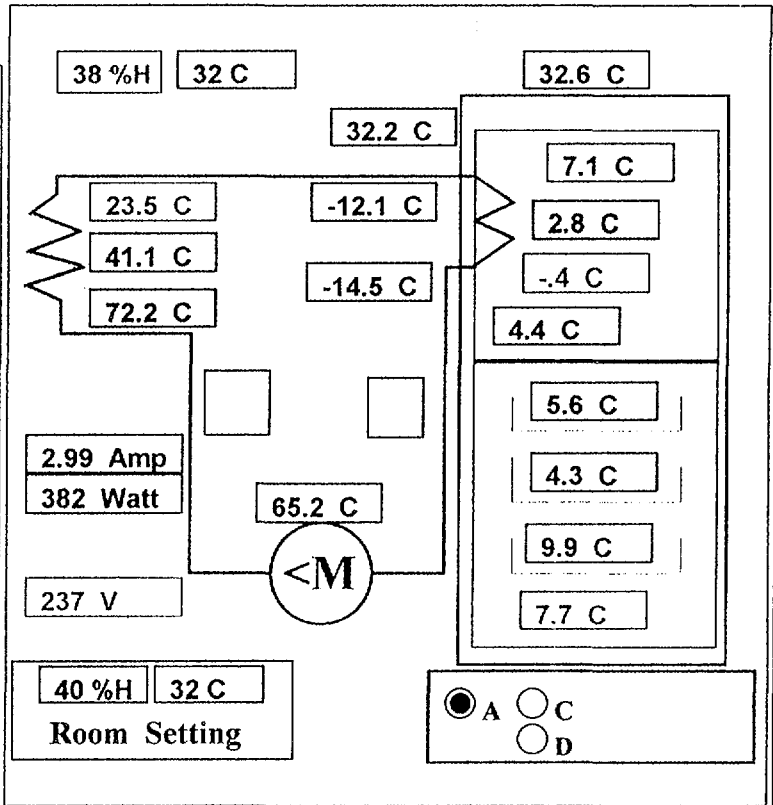 38 %H 32 C 32.6 C
32.2 C
7.1 C
23.5 C -12.1 C 2.8 C
41.1 C -14.5 C -.4 C
72.2 C 4.4 C
5.6 C
2.99 Amp 4.3 C
382 Watt 65.2 C
<M 9.9 C
237 V 7.7 C
40 %H 32 C
Room Setting
A C
D